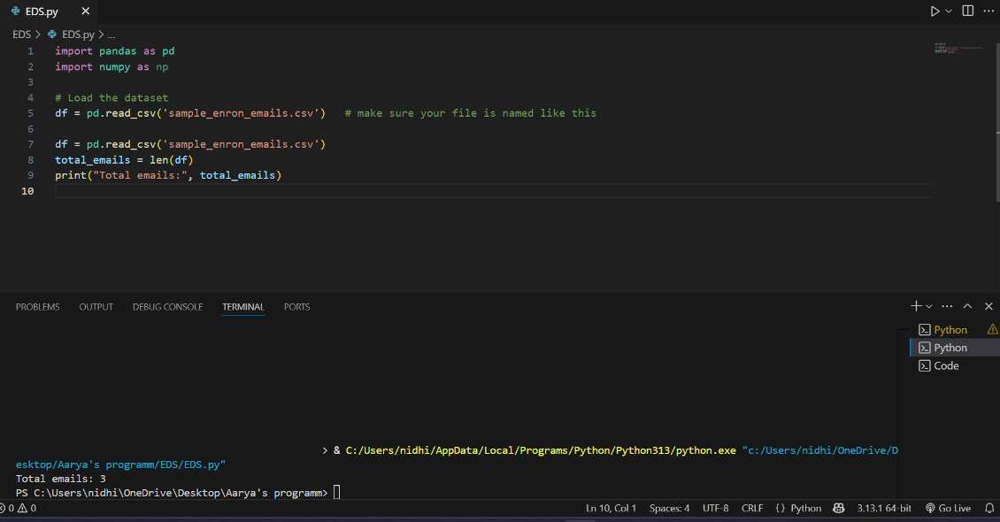 EDS.py
EDS > EDS.py > ...
1 import pandas as pd
2 import numpy as np
3
4 # Load the dataset
5 df = pd.read_csv('sample_enron_emails.csv')   # make sure your file is named like this
6
7 df = pd.read_csv('sample_enron_emails.csv')
8 total_emails = len(df)
9 print("Total emails:", total_emails)
10
PROBLEMS OUTPUT DEBUG CONSOLE TERMINAL PORTS
Python
Python
Code
> & C:/Users/nidhi/AppData/Local/Programs/Python/Python313/python.exe "c:/Users/nidhi/OneDrive/D
esktop/Aarya's programm/EDS/EDS.py"
Total emails: 3
PS C:\Users\nidhi\OneDrive\Desktop\Aarya's programm>
0 0 Ln 10, Col 1 Spaces: 4 UTF-8 CRLF {} Python 3.13.1 64-bit Go Live